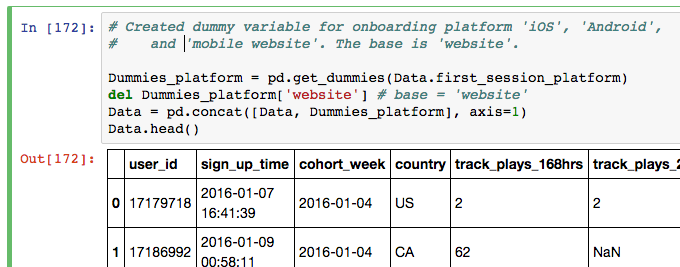 In [172]:
# Created dummy variable for onboarding platform 'iOS', 'Android',
#    and 'mobile website'. The base is 'website'.
Dummies_platform = pd.get_dummies(Data.first_session_platform)
del Dummies_platform['website'] # base = 'website'
Data = pd.concat([Data, Dummies_platform], axis=1)
Data.head()
Out[172]:
user_id sign_up_time cohort_week country track_plays_168hrs track_plays_2
0 17179718 2016-01-07 16:41:39 2016-01-04 US 2 2
1 17186992 2016-01-09 00:58:11 2016-01-04 CA 62 NaN